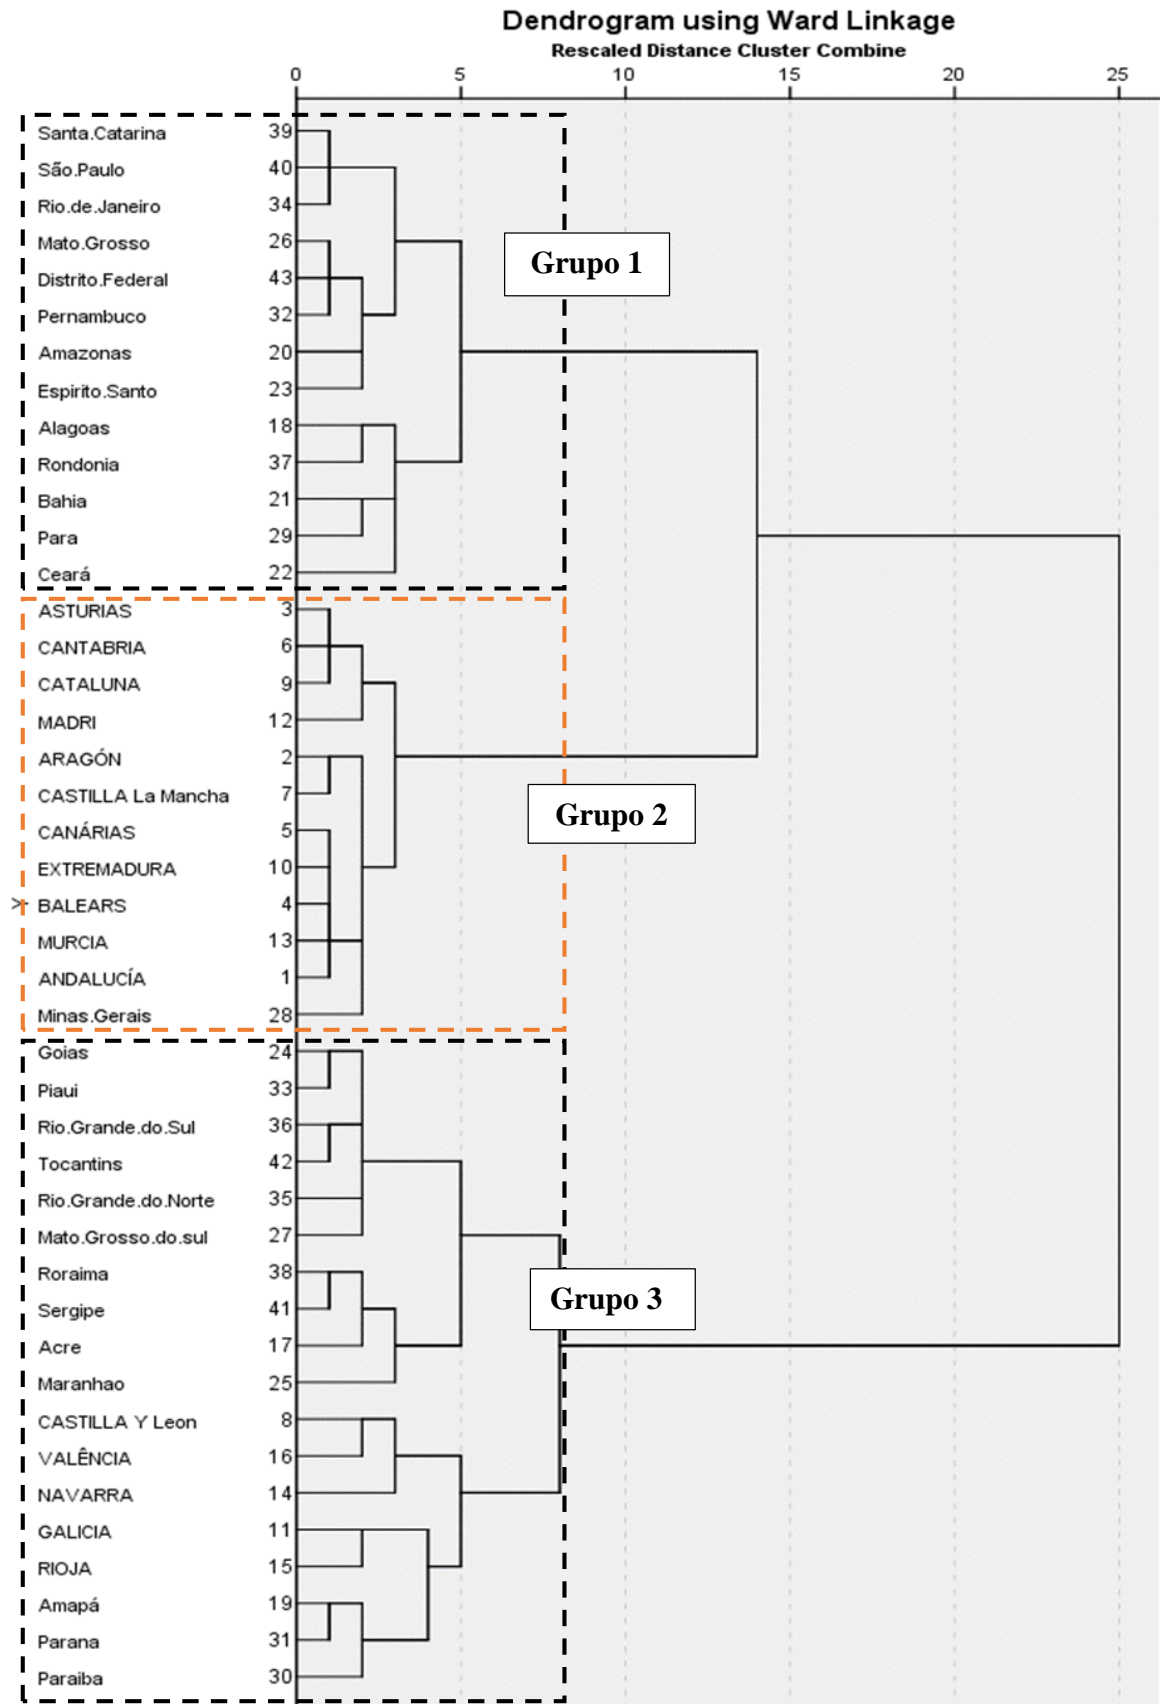 Dendrogram using Ward Linkage
Rescaled Distance Cluster Combine
0 5 10 15 20 25
Santa.Catarina 39
São.Paulo 40
Rio.de.Janeiro 34
Mato.Grosso 26
Grupo 1
Distrito.Federal 43
Pernambuco 32
Amazonas 20
Espirito.Santo 23
Alagoas 18
Rondonia 37
Bahia 21
Para 29
Ceará 22
ASTURIAS 3
CANTABRIA 6
CATALUNA 9
MADRI 12
ARAGÓN 2
CASTILLA La Mancha 7
Grupo 2
CANÁRIAS 5
EXTREMADURA 10
BALEARS 4
MURCIA 13
ANDALUCÍA 1
Minas.Gerais 28
Goias 24
Piaui 33
Rio.Grande.do.Sul 36
Tocantins 42
Rio.Grande.do.Norte 35
Mato.Grosso.do.sul 27
Roraima 38
Grupo 3
Sergipe 41
Acre 17
Maranhao 25
CASTILLA Y Leon 8
VALÊNCIA 16
NAVARRA 14
GALICIA 11
RIOJA 15
Amapá 19
Parana 31
Paraiba 30